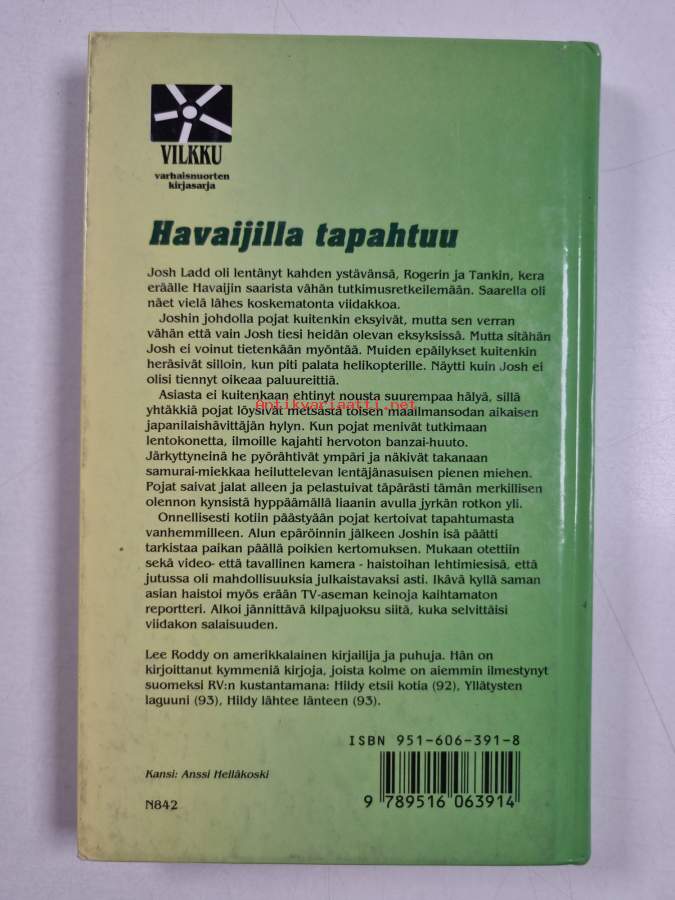 VILKKU
varhaisnuorten
kirjasarja
Havaijilla tapahtuu
Josh Ladd oli lentänyt kahden ystävänsä, Rogerin ja Tankin, kera
eräälle Havaijin saarista vähän tutkimusretkeilemään. Saarella oli
näet vielä lähes koskematonta viidakkoa.
Joshin johdolla pojat kuitenkin eksyivät, mutta sen verran
vähän että vain Josh tiesi heidän olevan eksyksissä. Mutta sitähän
Josh ei voinut tietenkään myöntää. Muiden epäilykset kuitenkin
heräsivät silloin, kun piti palata helikopterille. Näytti kuin Josh ei
olisi tiennyt oikeaa paluureittiä.
Asiasta ei kuitenkaan ehtinyt nousta suurempaa hälyä, sillä
yhtäkkiä pojat löysivät metsästä toisen maailmansodan aikaisen
Antikvariaatti.net
japanilaishävittäjän hylyn. Kun pojat menivät tutkimaan
lentokonetta, ilmoille kajahti hervoton banzai-huuto.
Järkyttyneinä he pyörähtivät ympäri ja näkivät takanaan
samurai-miekkaa heiluttelevan lentäjänasuisen pienen miehen.
Pojat saivat jalat alleen ja pelastuivat täpärästi tämän merkillisen
olennon kynsistä hyppäämällä liaanin avulla jyrkän rotkon yli.
Onnellisesti kotiin päästyään pojat kertoivat tapahtumasta
vanhemmilleen. Alun epäröinnin jälkeen Joshin isä päätti
tarkistaa paikan päällä poikien kertomuksen. Mukaan otettiin
sekä video- että tavallinen kamera - haistoihan lehtimiesisä, että
jutussa oli mahdollisuuksia julkaistavaksi asti. Ikävä kyllä saman
asian haistoi myös erään TV-aseman keinoja kaihtamaton
reportteri. Alkoi jännittävä kilpajuoksu siitä, kuka selvittäisi
viidakon salaisuuden.
Lee Roddy on amerikkalainen kirjailija ja puhuja. Hän on
kirjoittanut kymmeniä kirjoja, joista kolme on aiemmin ilmestynyt
suomeksi RV:n kustantamana: Hildy etsii kotia (92), Yllätysten
laguuni (93), Hildy lähtee länteen (93).
ISBN 951-606-391-8
Kansi: Anssi Helläkoski
9 789516 063914
N842